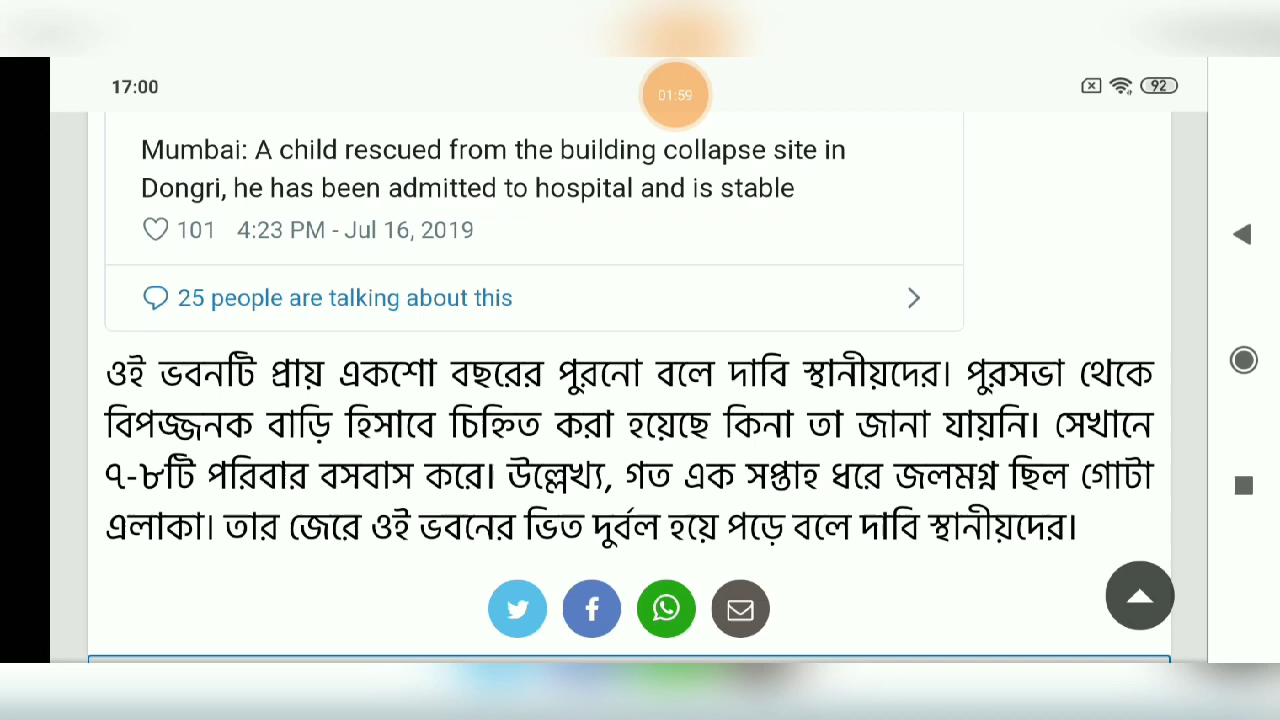 17:00
01:59
92
Mumbai: A child rescued from the building collapse site in
Dongri, he has been admitted to hospital and is stable
101 4:23 PM - Jul 16, 2019
25 people are talking about this
ওই ভবনটি প্রায় একশো বছরের পুরনো বলে দাবি স্থানীয়দের। পুরসভা থেকে
বিপজ্জনক বাড়ি হিসাবে চিহ্নিত করা হয়েছে কিনা তা জানা যায়নি। সেখানে
৭-৮টি পরিবার বসবাস করে। উল্লেখ্য, গত এক সপ্তাহ ধরে জলমগ্ন ছিল গোটা
এলাকা। তার জেরে ওই ভবনের ভিত দুর্বল হয়ে পড়ে বলে দাবি স্থানীয়দের।